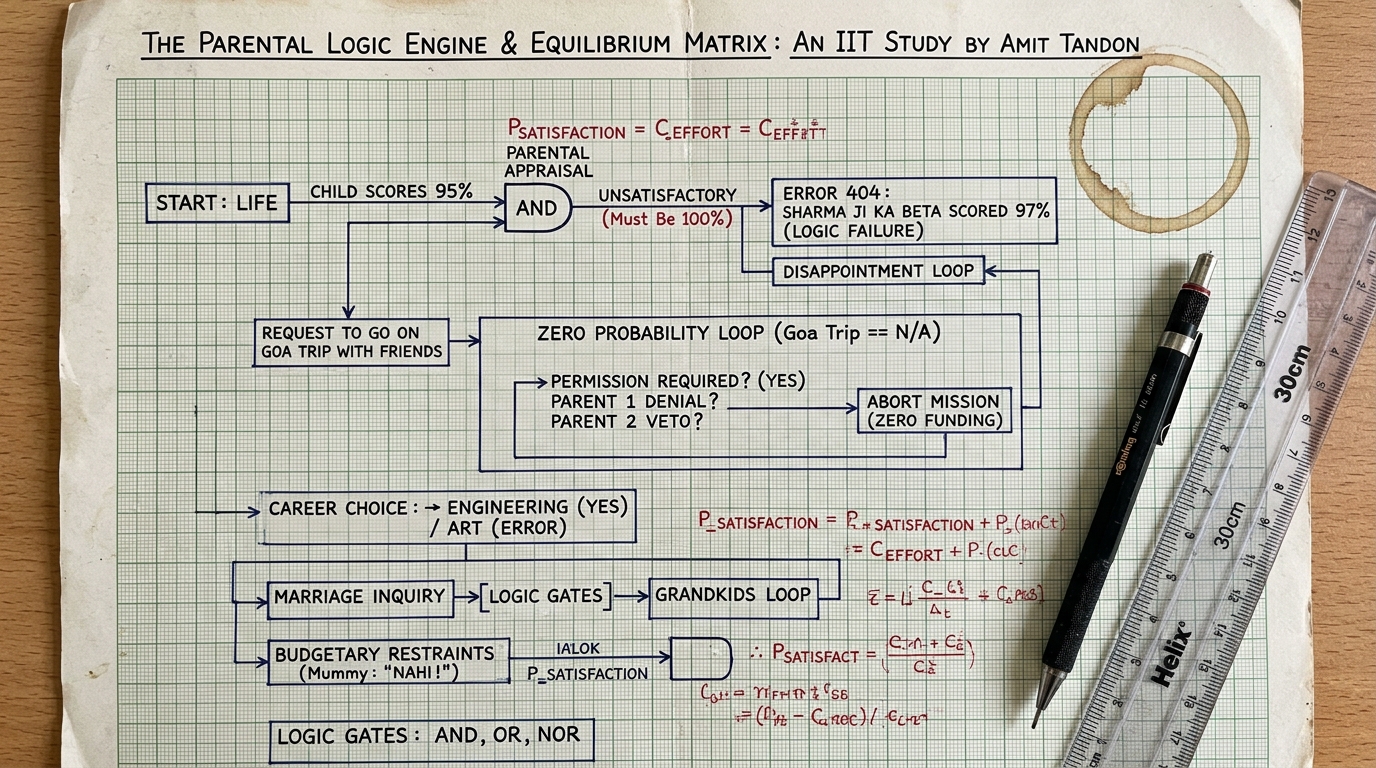 THE PARENTAL LOGIC ENGINE & EQUILIBRIUM MATRIX: AN IIT STUDY BY AMIT TANDON
PSATISFACTION = C_EFFORT =
PARENTAL
APPRAISAL
START: LIFE
CHILD SCORES 95%
AND
UNSATISFACTORY
(Must Be 100%)
ERROR 404:
SHARMA JI KA BETA SCORED 97%
(LOGIC FAILURE)
DISAPPOINTMENT LOOP
REQUEST TO GO ON
GOA TRIP WITH FRIENDS
ZERO PROBABILITY LOOP (Goa Trip == N/A)
PERMISSION REQUIRED? (YES)
PARENT 1 DENIAL?
PARENT 2 VETO?
ABORT MISSION
(ZERO FUNDING)
CAREER CHOICE: → ENGINEERING (YES)
/ ART (ERROR)
P_SATISFACTION = SATISFACTION +
= CEFFORT +
MARRIAGE INQUIRY
[LOGIC GATES]
GRANDKIDS LOOP
BUDGETARY RESTRAINTS
(Mummy: "NAHI!")
IALOK
P_SATISFACTION
∴ PSATISFACT =
LOGIC GATES: AND, OR, NOR
30cm
30cm
Helix